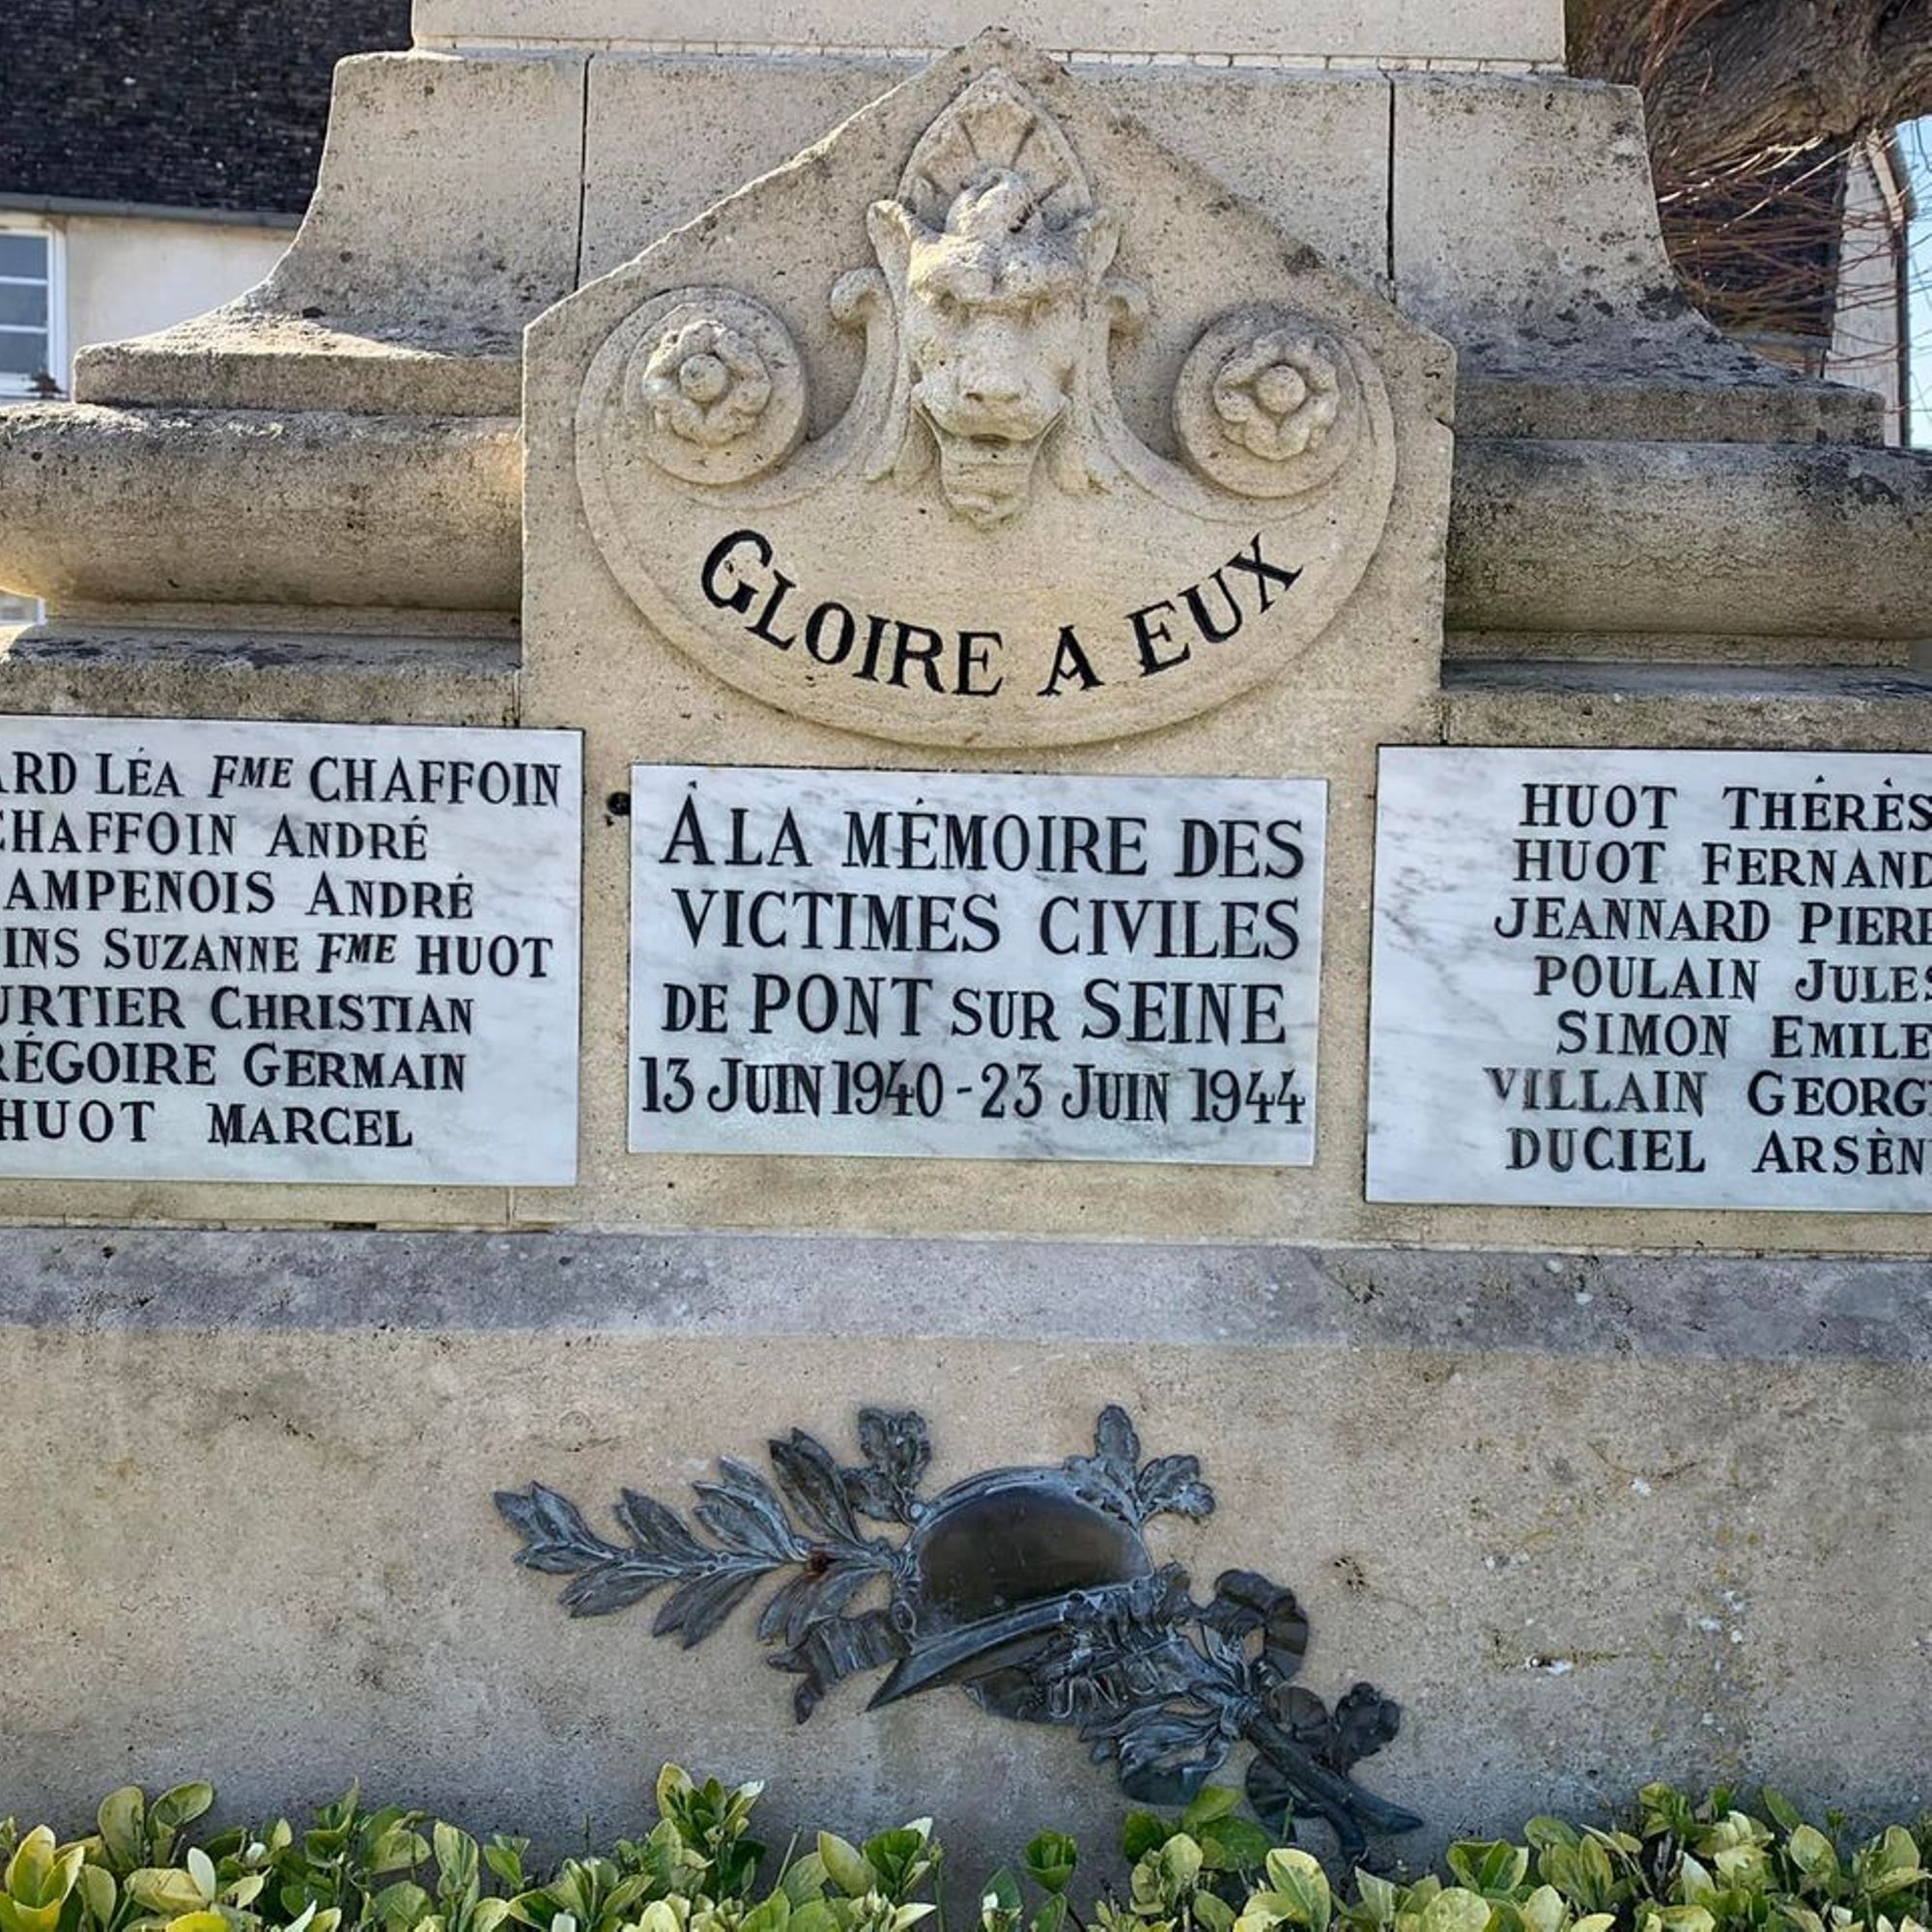 GLOIRE A EUX
ARD LÉA FME CHAFFOIN
CHAFFOIN ANDRÉ
AMPENOIS ANDRÉ
INS SUZANNE FME HUOT
URTIER CHRISTIAN
RÉGOIRE GERMAIN
HUOT MARCEL
À LA MÉMOIRE DES
VICTIMES CIVILES
DE PONT SUR SEINE
13 JUIN 1940 - 23 JUIN 1944
HUOT THÉRÈS
HUOT FERNAND
JEANNARD PIERR
POULAIN JULES
SIMON EMILE
VILLAIN GEORG
DUCIEL ARSÈN